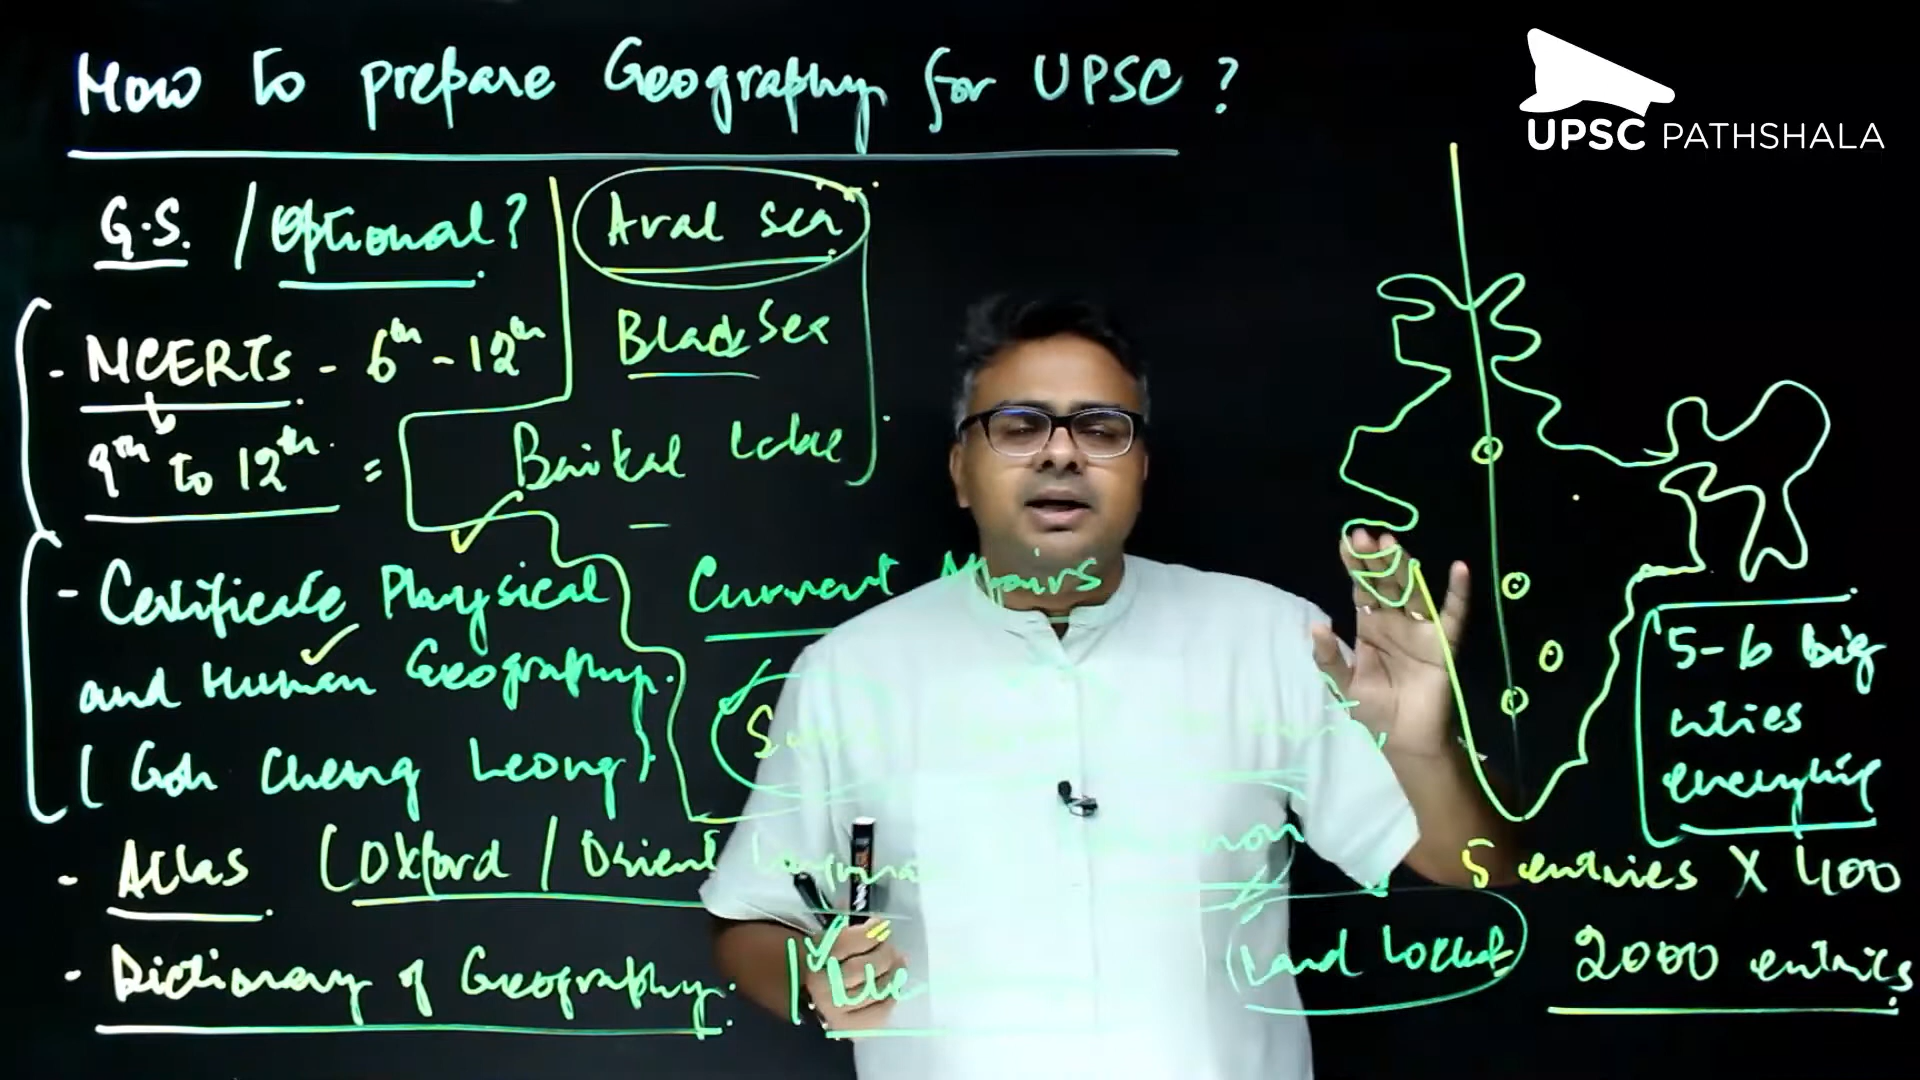 How to prepare Geography for UPSC ?
UPSC PATHSHALA
G.S. / Optional ?
- NCERTs - 6th - 12th
9th to 12th =
- Certificate Physical
and Human Geography.
( Goh Cheng Leong)
- Atlas (Oxford / Orient
- Dictionary of Geography.
Aral Sea
Black Sea
Baikal Lake
Current Affairs
Land Locked
5-6 big
cities
everything
5 entries X 400
2000 entries